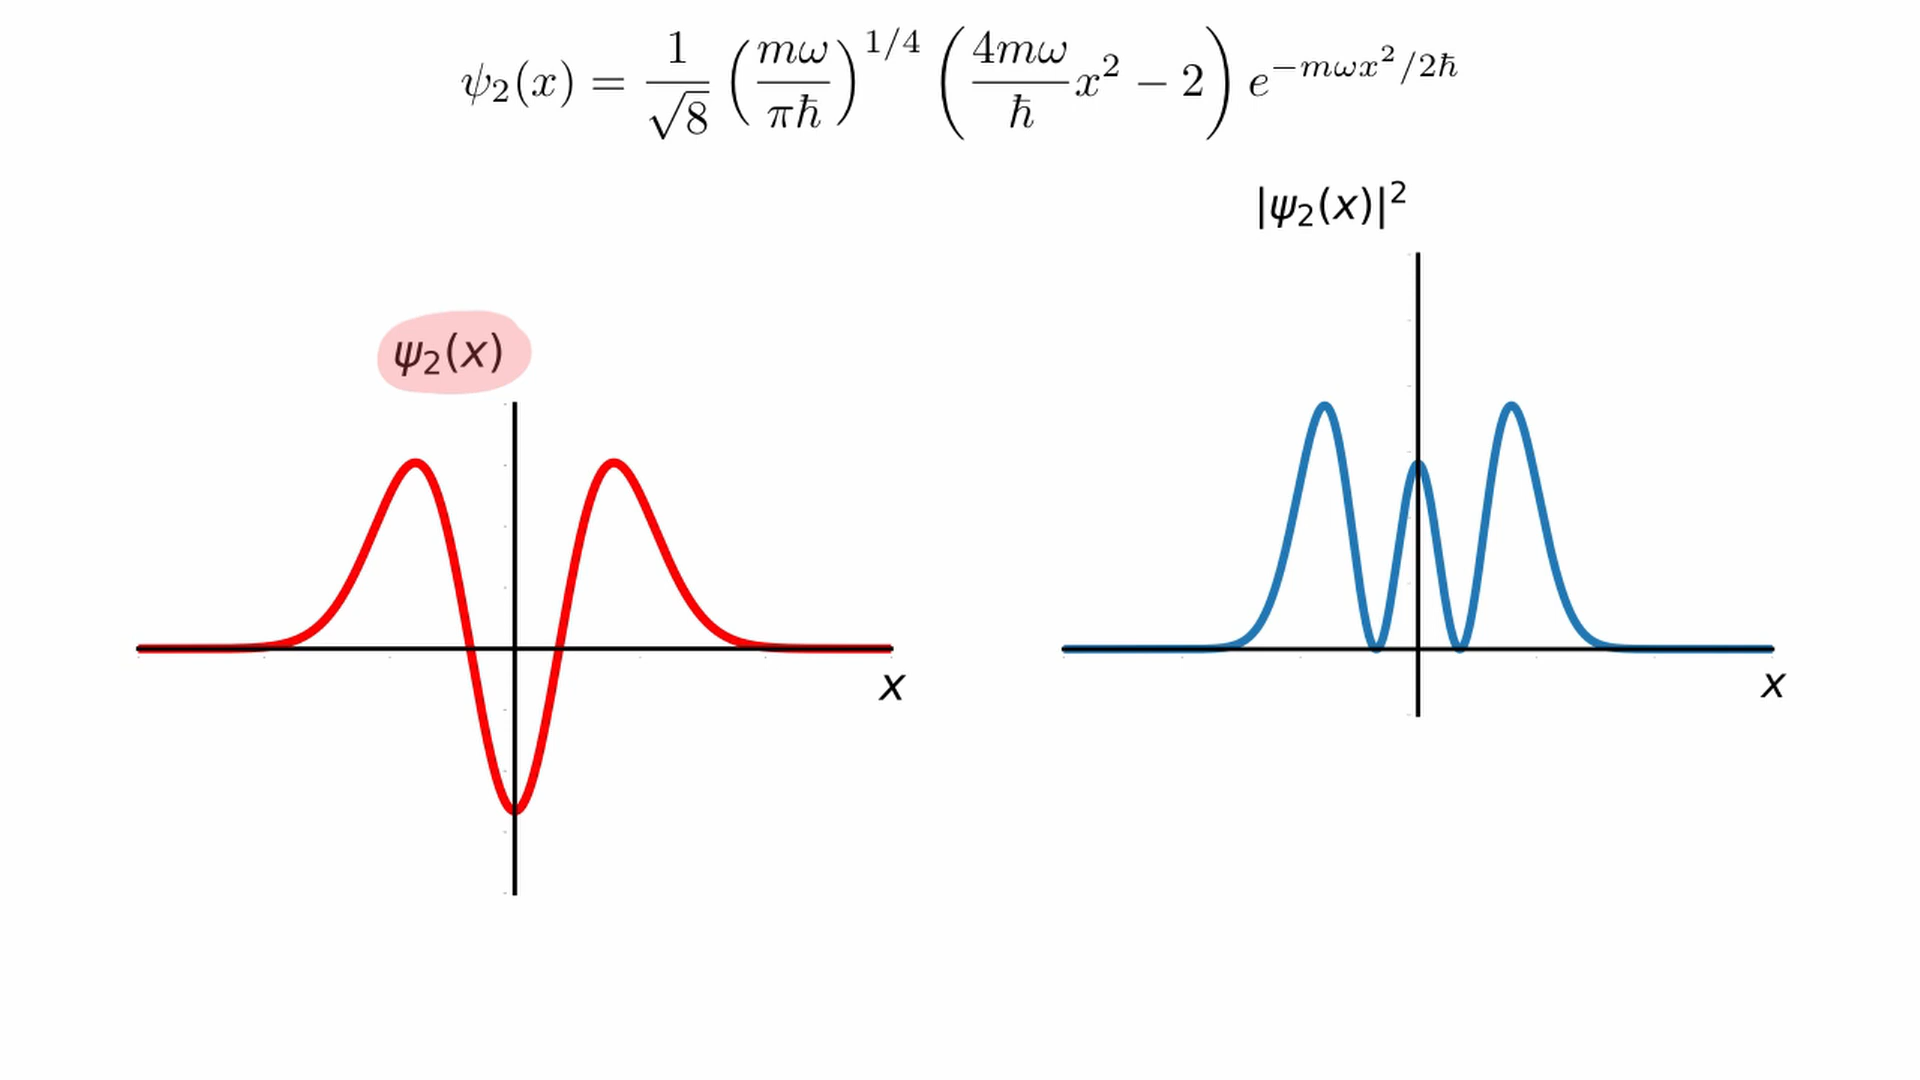 ψ₂(x) = 1/√8 (mω/πħ)^{1/4} (4mω/ħ x² − 2) e^{−mωx²/2ħ}
|ψ₂(x)|²
ψ₂(x)
x
x